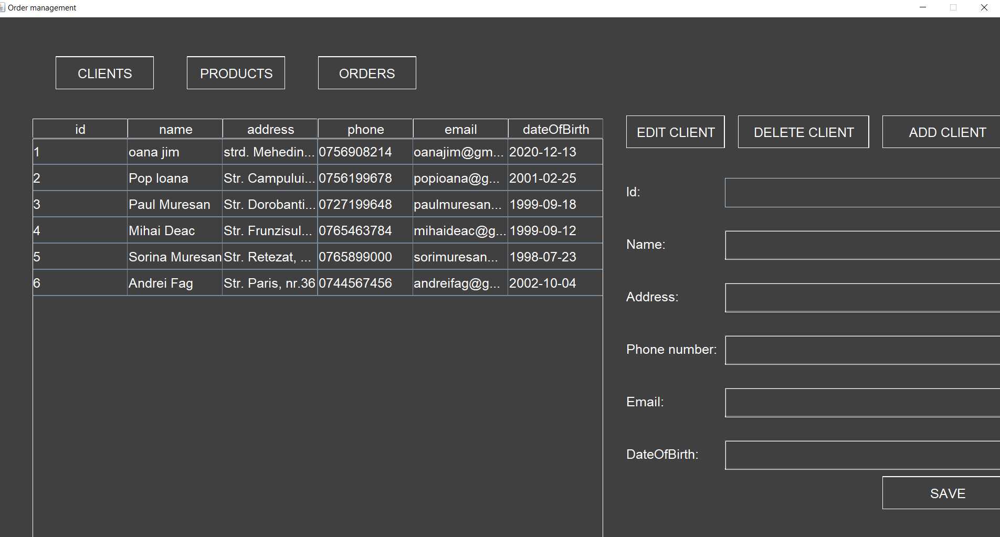 Order management
CLIENTS PRODUCTS ORDERS
id name address phone email dateOfBirth
1 oana jim strd. Mehedin... 0756908214 oanajim@gm... 2020-12-13
2 Pop Ioana Str. Campului... 0756199678 popioana@g... 2001-02-25
3 Paul Muresan Str. Dorobanti... 0727199648 paulmuresan... 1999-09-18
4 Mihai Deac Str. Frunzisul... 0765463784 mihaideac@g... 1999-09-12
5 Sorina Muresan Str. Retezat, ... 0765899000 sorimuresan... 1998-07-23
6 Andrei Fag Str. Paris, nr.36 0744567456 andreifag@g... 2002-10-04
EDIT CLIENT DELETE CLIENT ADD CLIENT
Id:
Name:
Address:
Phone number:
Email:
DateOfBirth:
SAVE